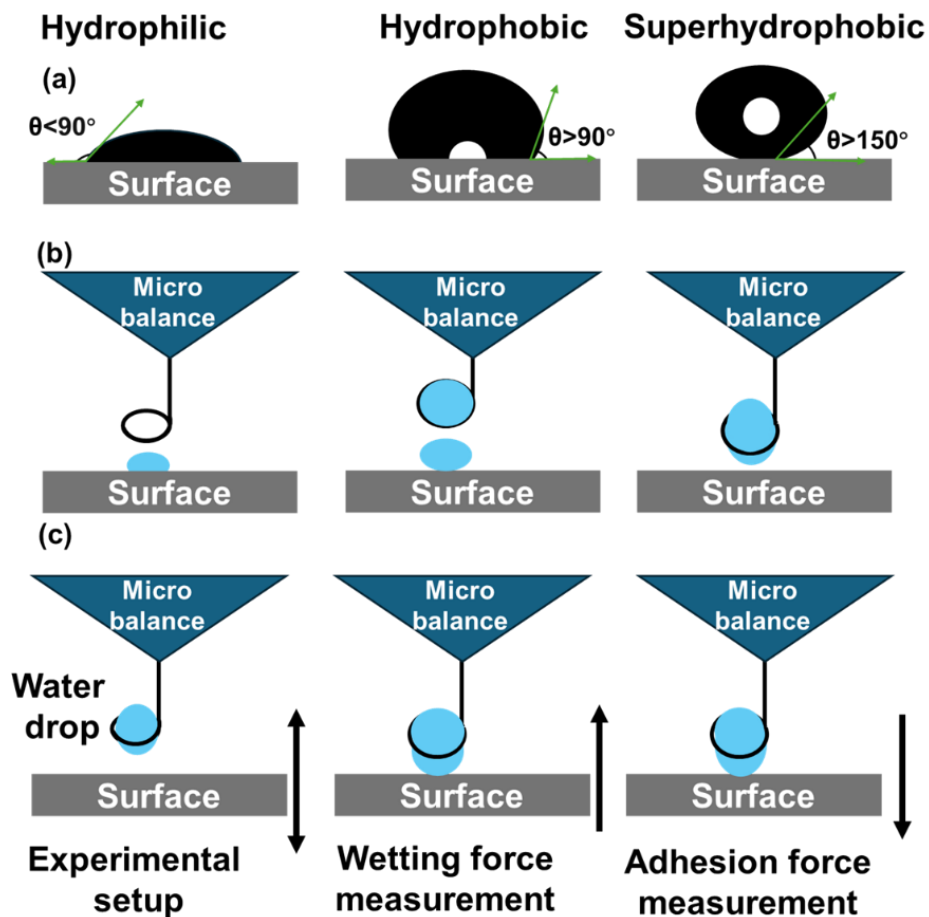 Hydrophilic Hydrophobic Superhydrophobic
(a)
θ<90° θ>90° θ>150°
Surface Surface Surface
(b)
Micro balance Micro balance Micro balance
Surface Surface Surface
(c)
Micro balance Micro balance Micro balance
Water
drop
Surface Surface Surface
Experimental
setup
Wetting force
measurement
Adhesion force
measurement